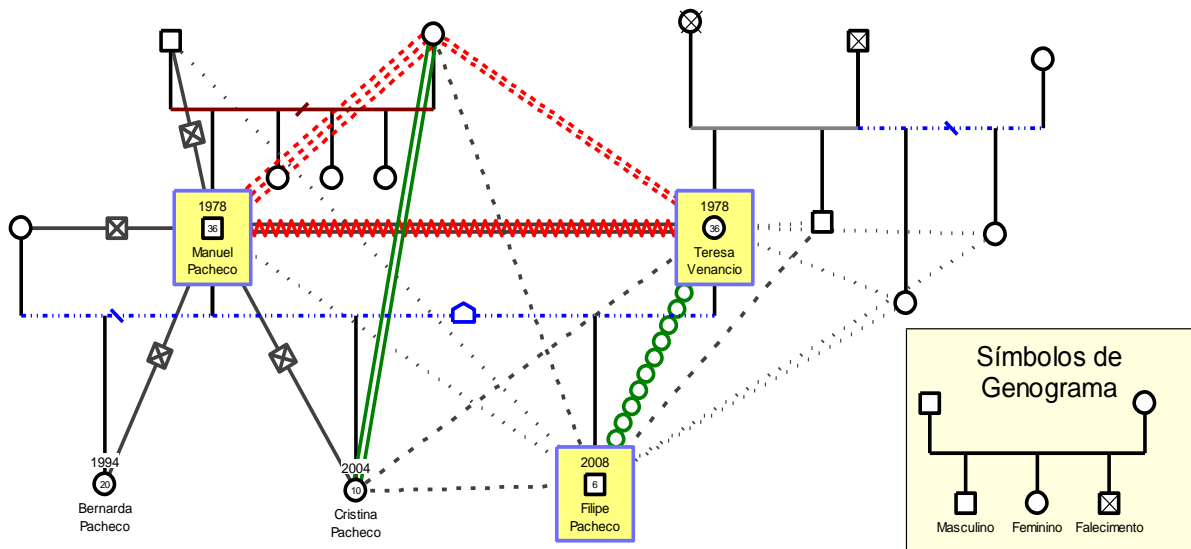 1978
36
Manuel
Pacheco
1978
36
Teresa
Venancio
1994
20
Bernarda
Pacheco
2004
10
Cristina
Pacheco
2008
6
Filipe
Pacheco
Símbolos de
Genograma
Masculino Feminino Falecimento